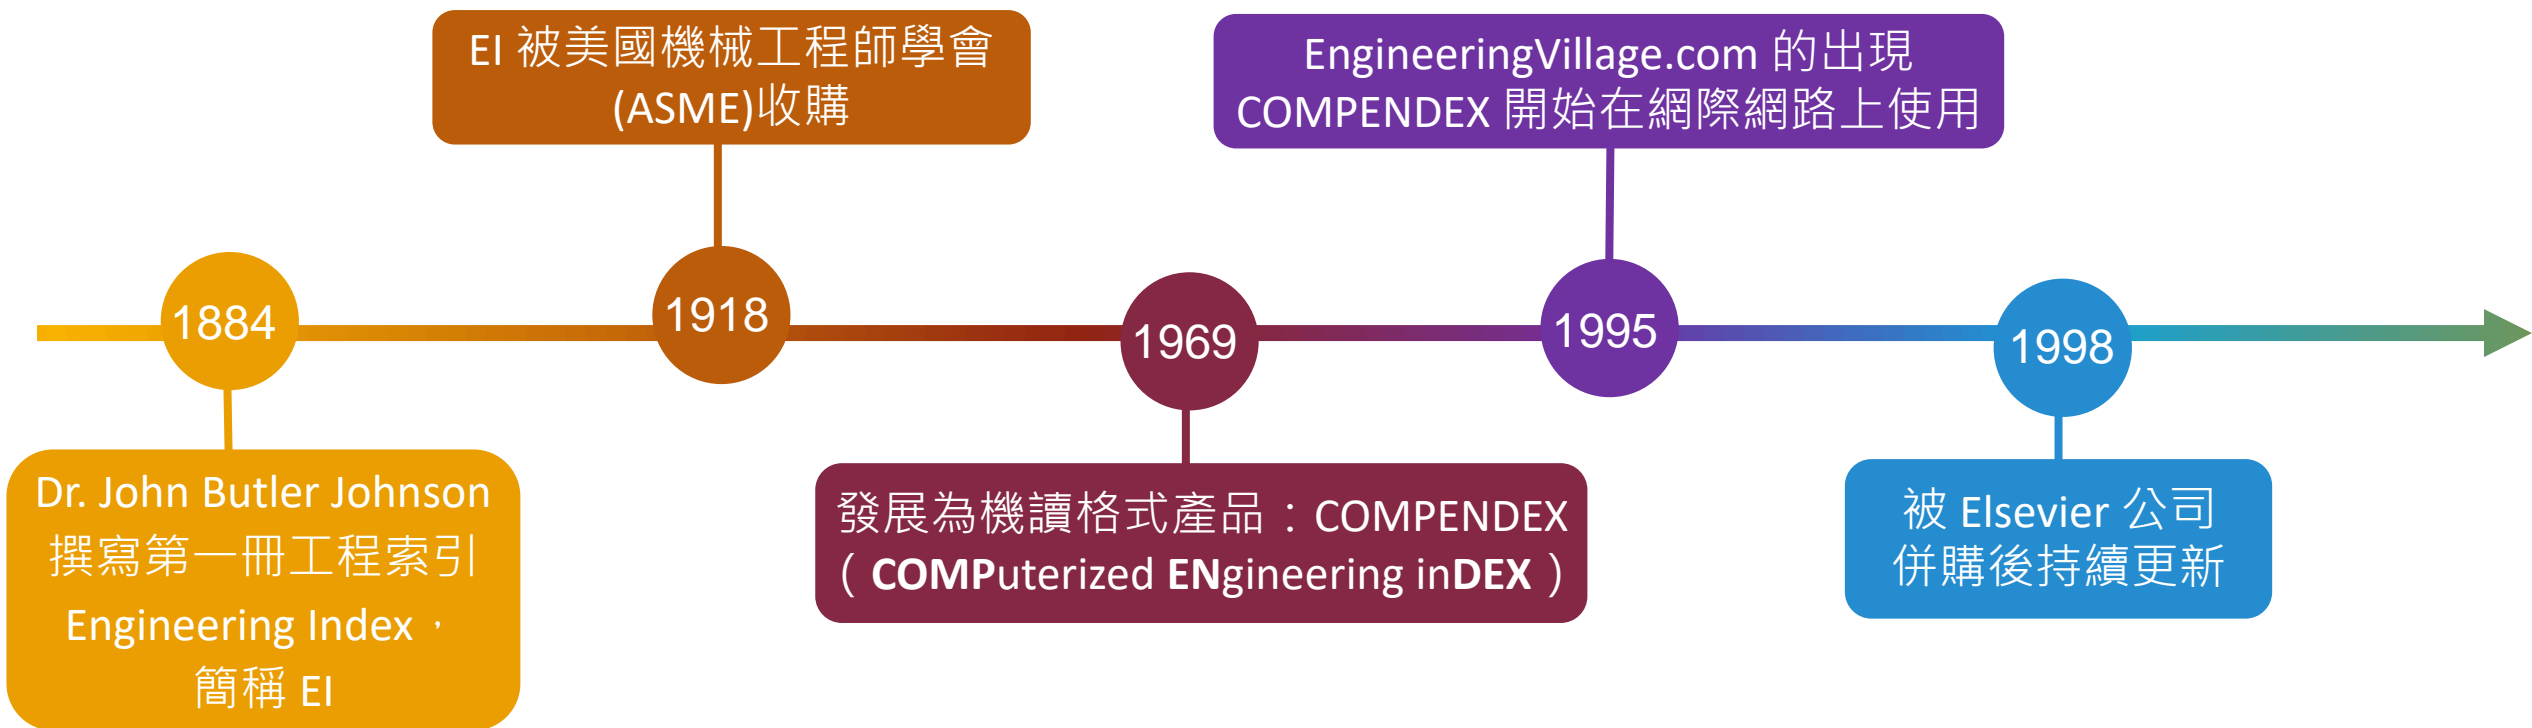 1884
Dr. John Butler Johnson
撰寫第一冊工程索引
Engineering Index，
簡稱 EI
1918
EI 被美國機械工程師學會
(ASME)收購
1969
發展為機讀格式產品：COMPENDEX
（COMPuterized ENgineering inDEX）
1995
EngineeringVillage.com 的出現
COMPENDEX 開始在網際網路上使用
1998
被 Elsevier 公司
併購後持續更新